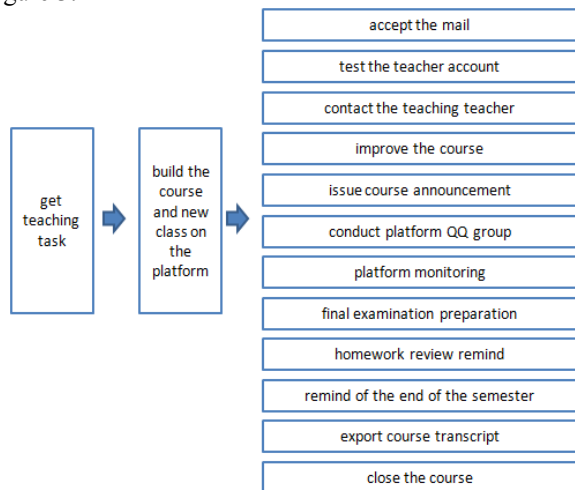 get
teaching
task
build the
course
and new
class on
the
platform
accept the mail
test the teacher account
contact the teaching teacher
improve the course
issue course announcement
conduct platform QQ group
platform monitoring
final examination preparation
homework review remind
remind of the end of the semester
export course transcript
close the course